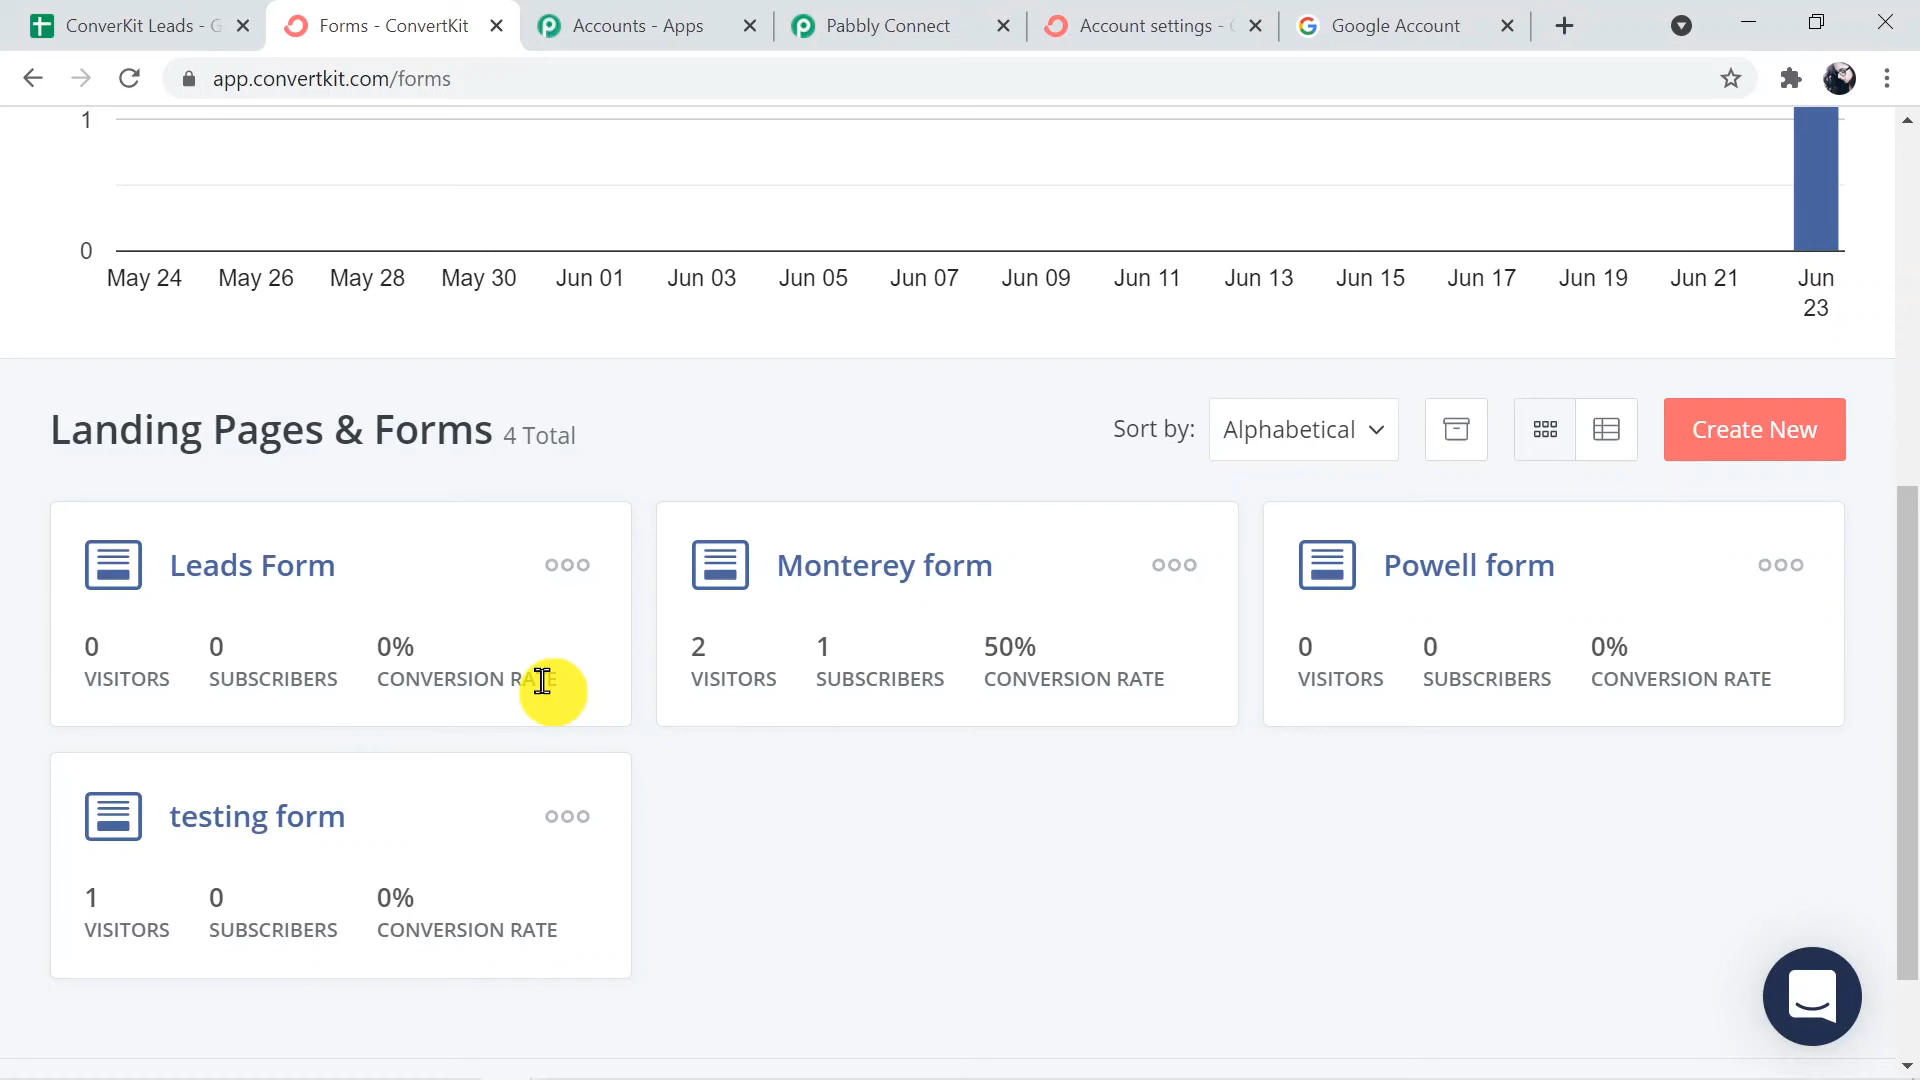 ConverKit Leads - G
Forms - ConvertKit
Accounts - Apps
Pabbly Connect
Account settings -
Google Account
app.convertkit.com/forms
1
0
May 24 May 26 May 28 May 30 Jun 01 Jun 03 Jun 05 Jun 07 Jun 09 Jun 11 Jun 13 Jun 15 Jun 17 Jun 19 Jun 21 Jun 23
Landing Pages & Forms 4 Total
Sort by: Alphabetical
Create New
Leads Form
0 0 0%
VISITORS SUBSCRIBERS CONVERSION RATE
Monterey form
2 1 50%
VISITORS SUBSCRIBERS CONVERSION RATE
Powell form
0 0 0%
VISITORS SUBSCRIBERS CONVERSION RATE
testing form
1 0 0%
VISITORS SUBSCRIBERS CONVERSION RATE